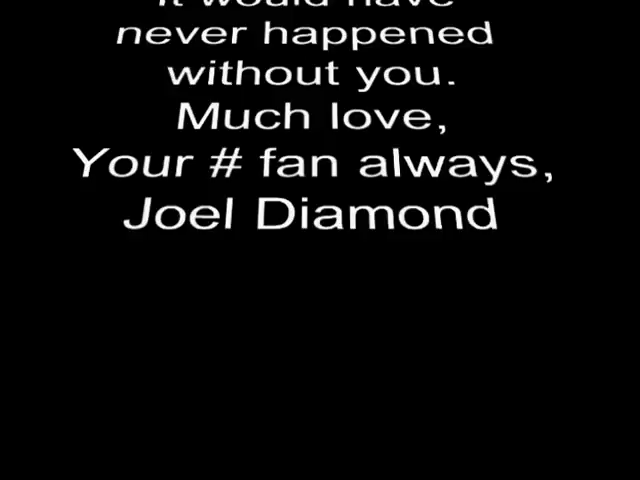 It would have
never happened
without you.
Much love,
Your # fan always,
Joel Diamond